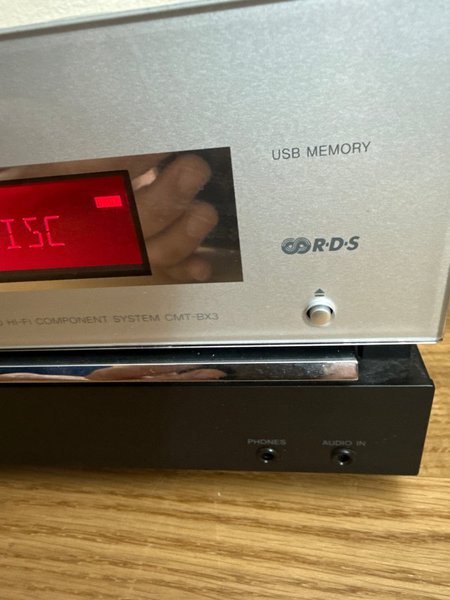 USB MEMORY
ISC
R·D·S
HI-FI COMPONENT SYSTEM CMT-BX3
PHONES AUDIO IN